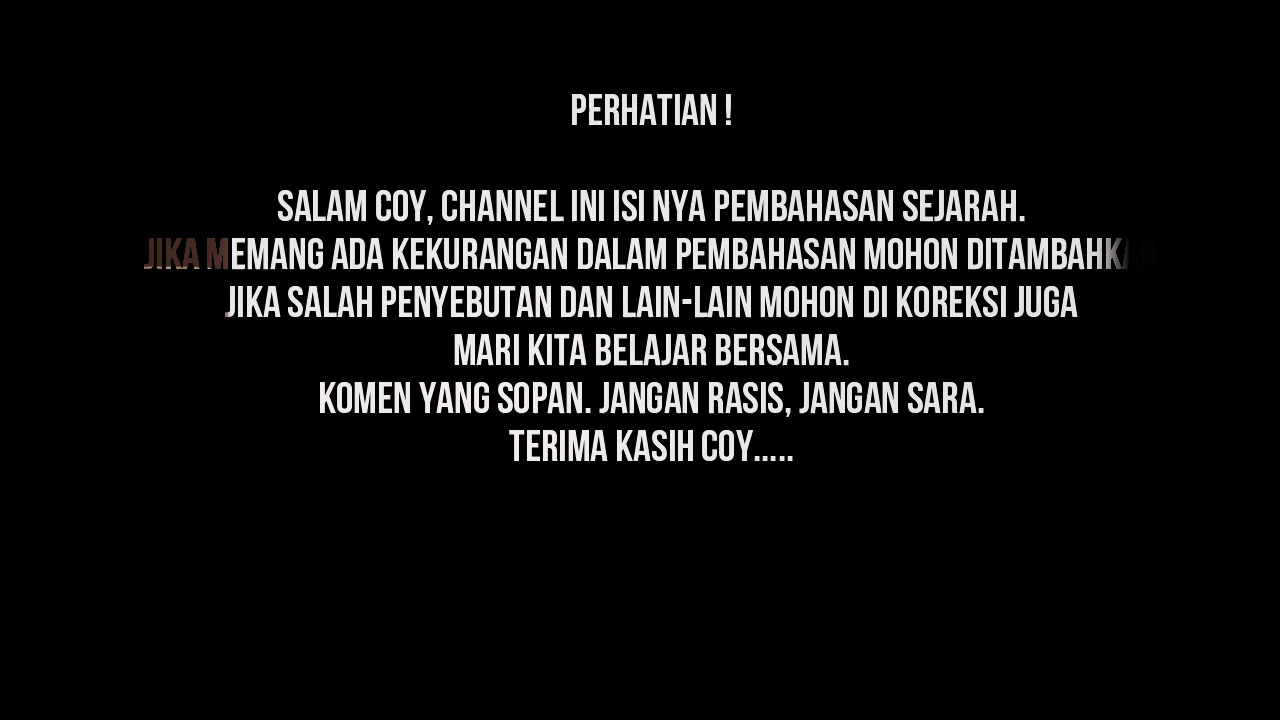 PERHATIAN !
SALAM COY, CHANNEL INI ISI NYA PEMBAHASAN SEJARAH.
JIKA MEMANG ADA KEKURANGAN DALAM PEMBAHASAN MOHON DITAMBAHKAN
JIKA SALAH PENYEBUTAN DAN LAIN-LAIN MOHON DI KOREKSI JUGA
MARI KITA BELAJAR BERSAMA.
KOMEN YANG SOPAN. JANGAN RASIS, JANGAN SARA.
TERIMA KASIH COY.....